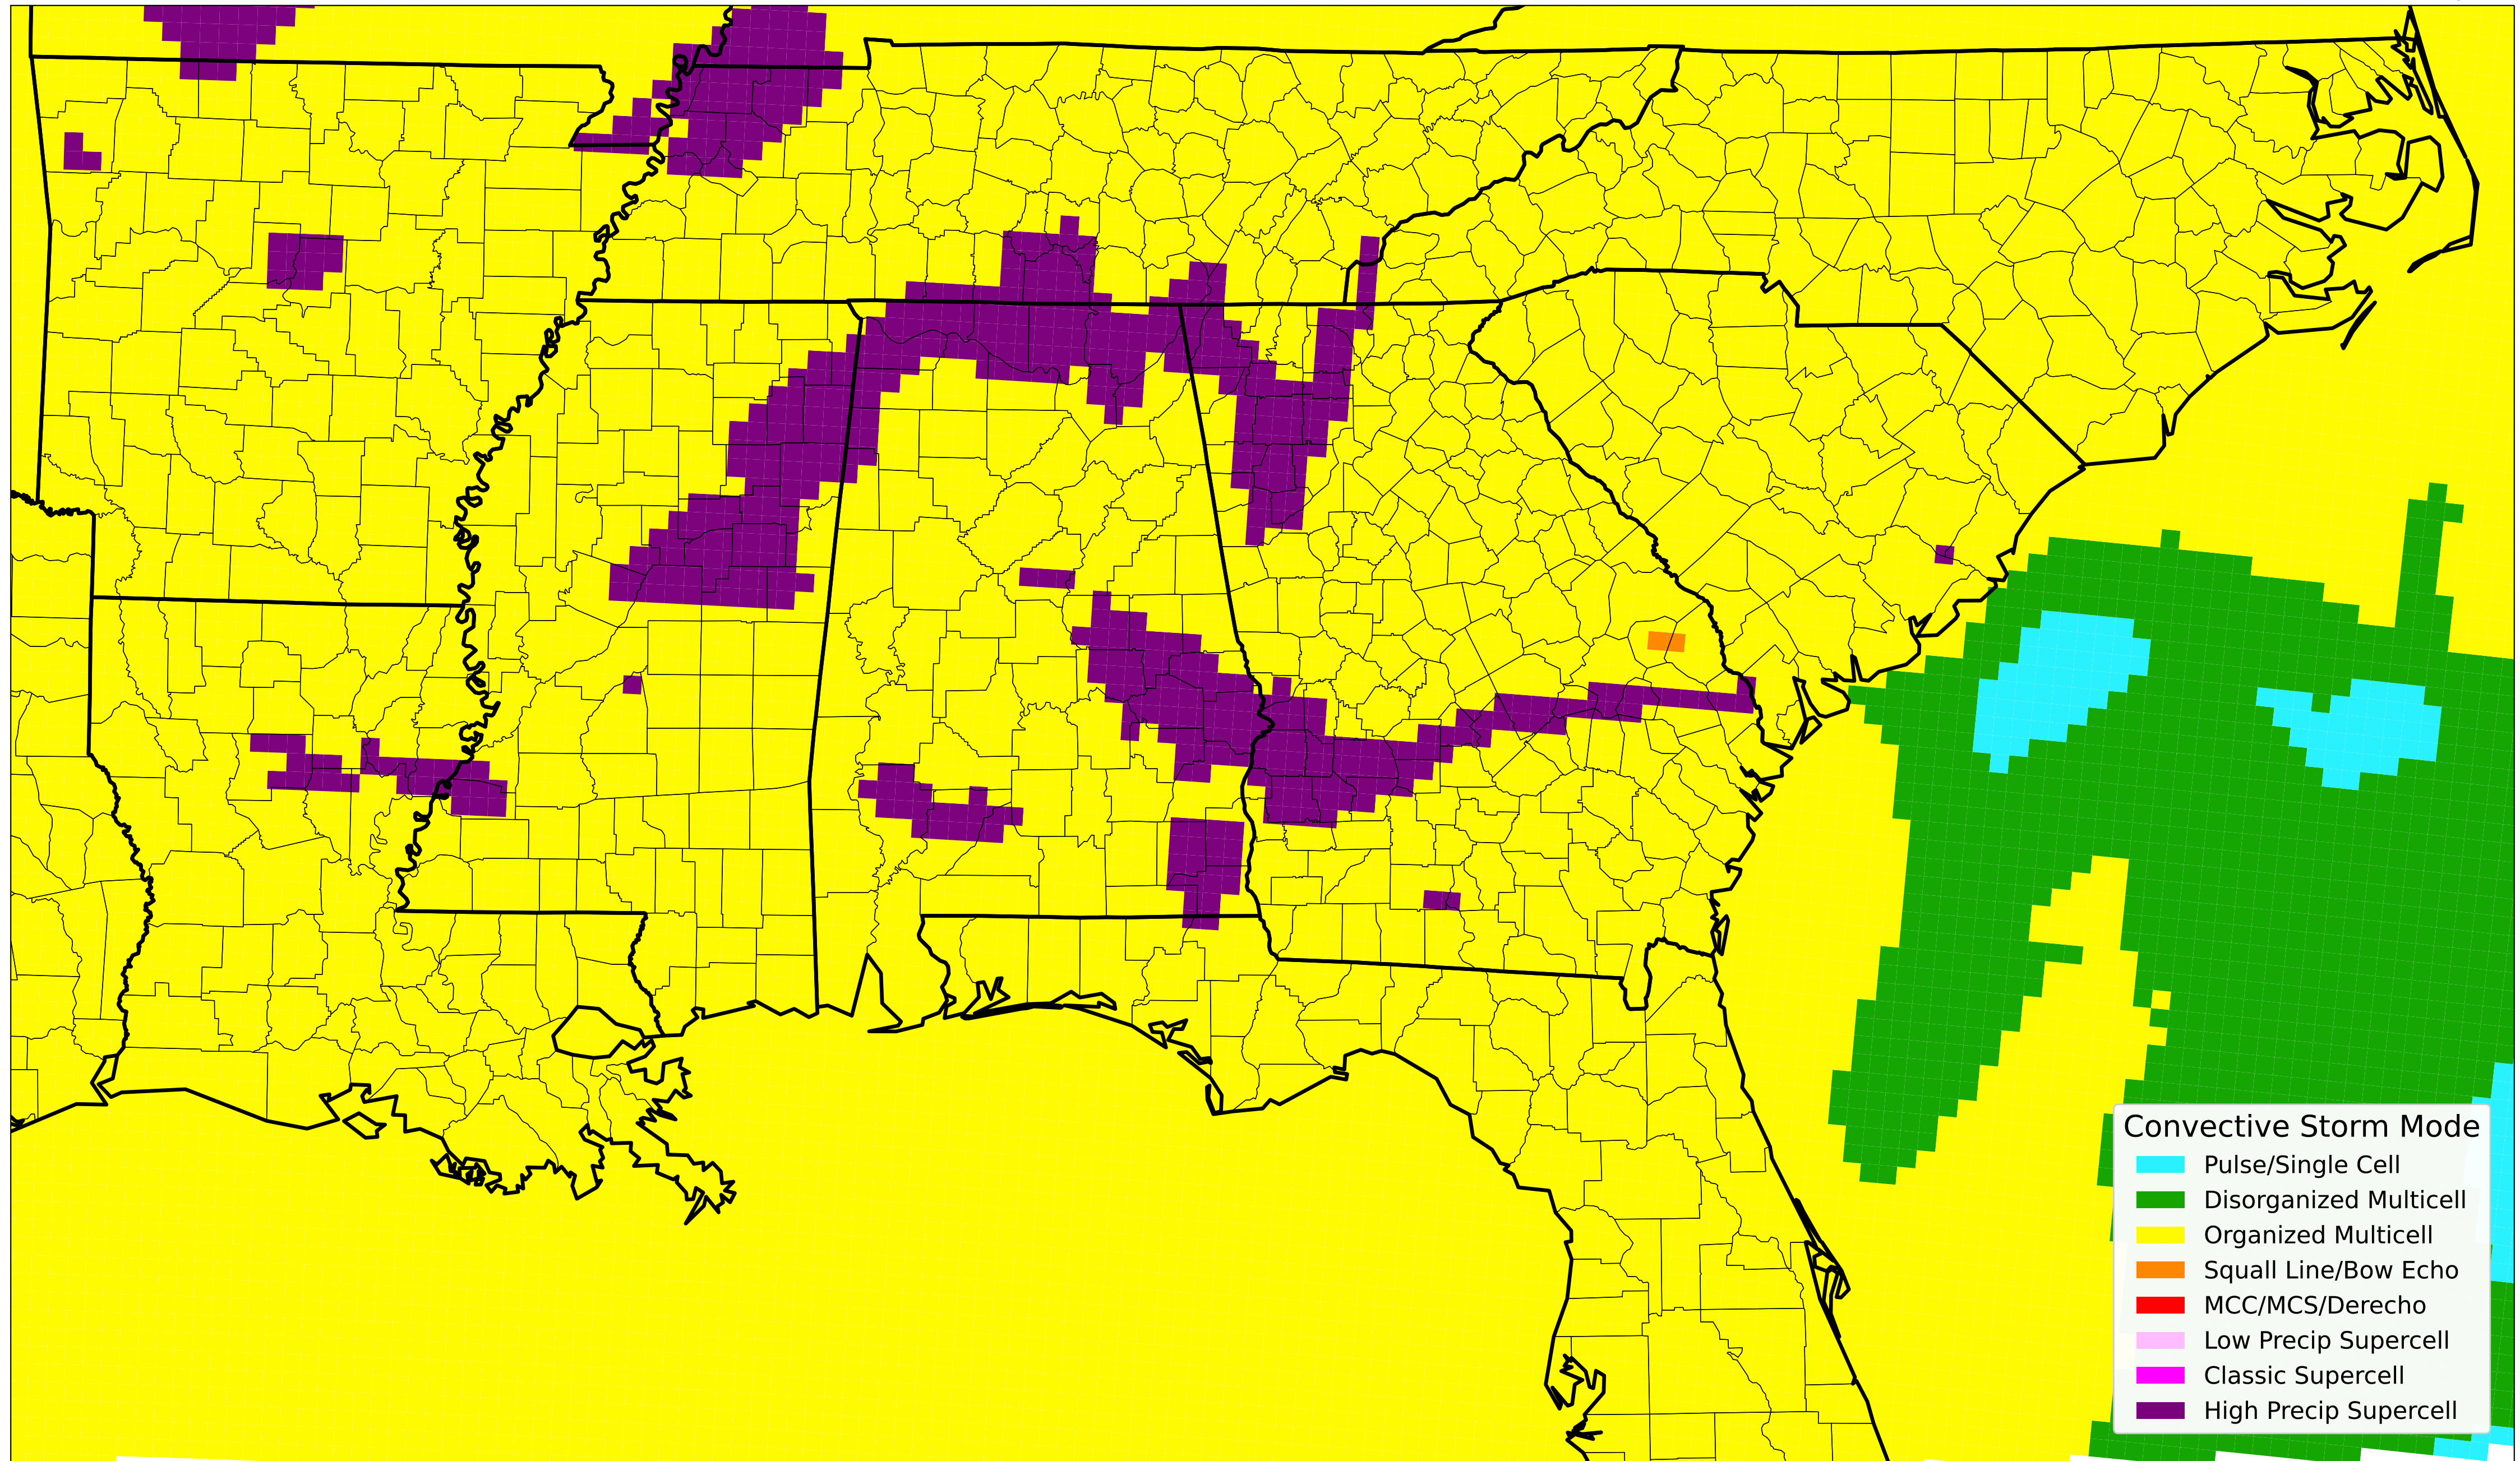 Convective Storm Mode
Pulse/Single Cell
Disorganized Multicell
Organized Multicell
Squall Line/Bow Echo
MCC/MCS/Derecho
Low Precip Supercell
Classic Supercell
High Precip Supercell